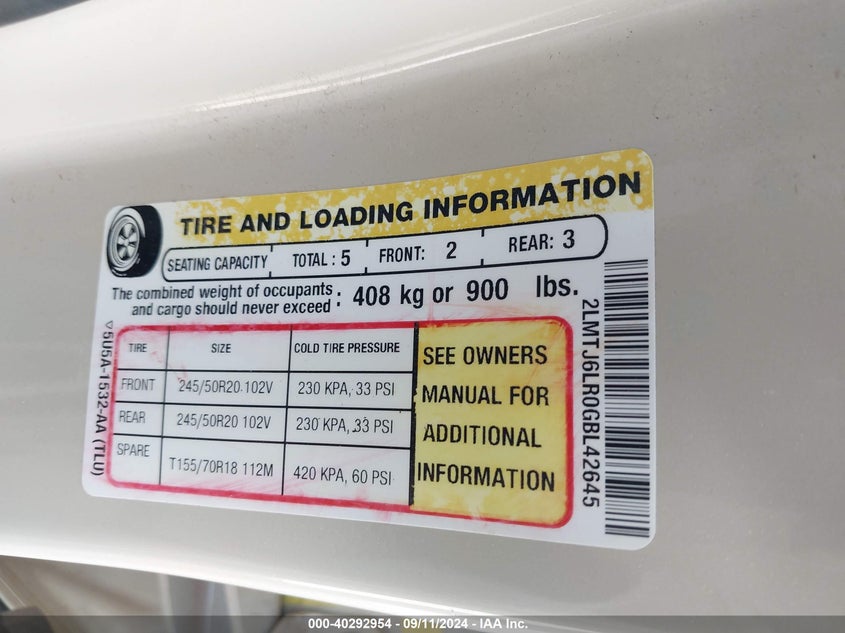 TIRE AND LOADING INFORMATION
SEATING CAPACITY TOTAL : 5 FRONT: 2 REAR: 3
The combined weight of occupants
and cargo should never exceed : 408 kg or 900 lbs.
TIRE SIZE COLD TIRE PRESSURE
FRONT 245/50R20 102V 230 KPA, 33 PSI
REAR 245/50R20 102V 230 KPA, 33 PSI
SPARE T155/70R18 112M 420 KPA, 60 PSI
SEE OWNERS
MANUAL FOR
ADDITIONAL
INFORMATION
5U5A-1532-AA (TLU)
2LMTJ6LR0GBL42645
000-40292954 - 09/11/2024 - IAA Inc.